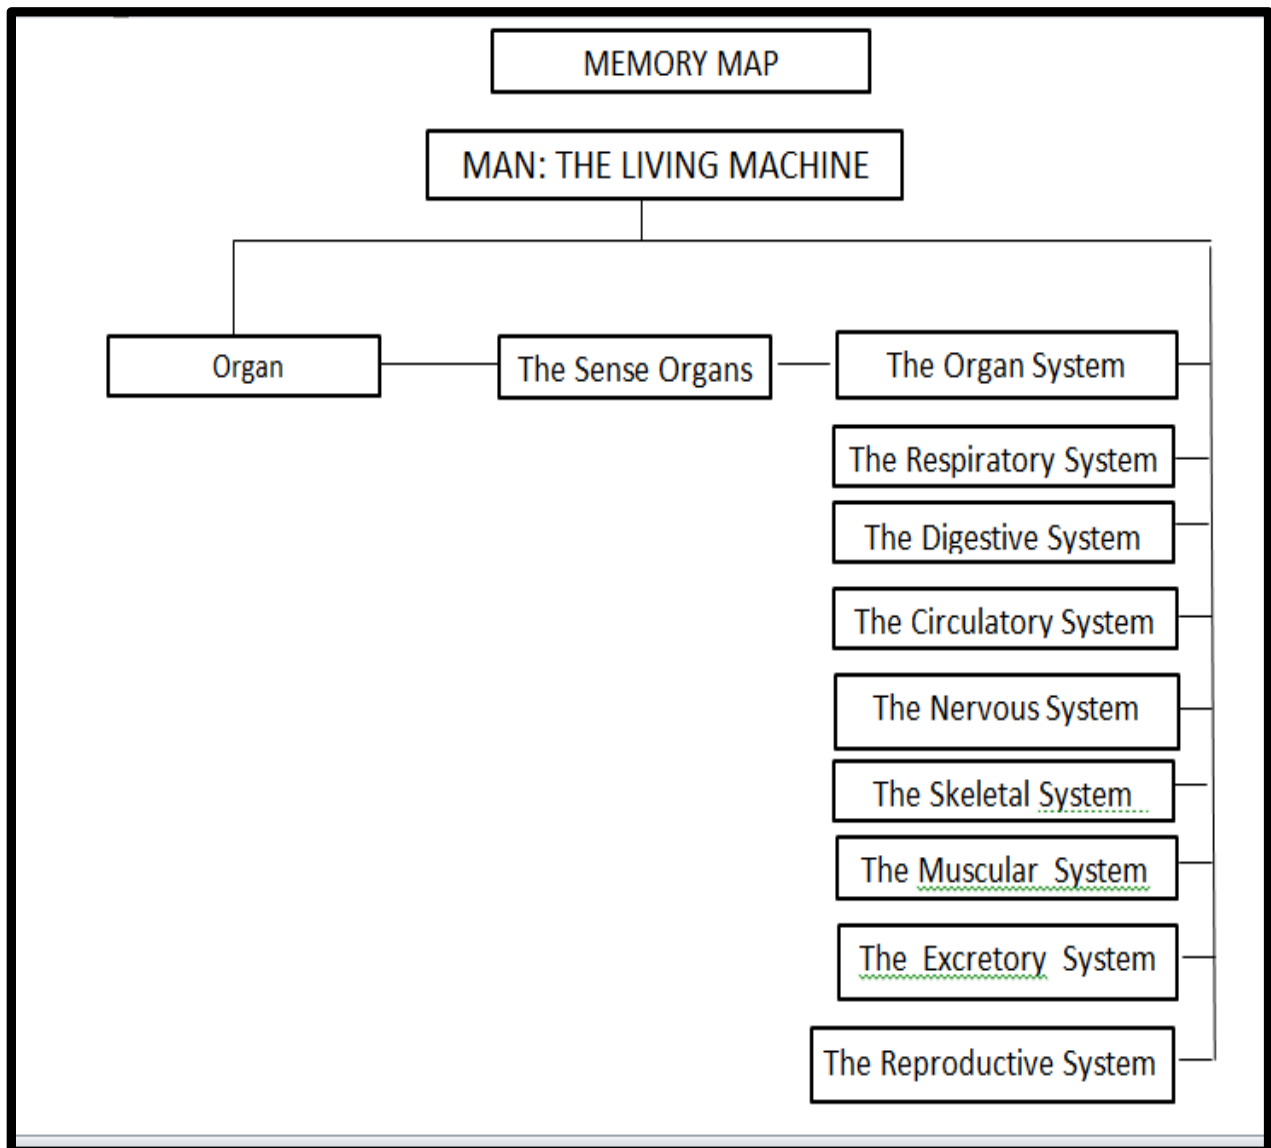 MEMORY MAP
MAN: THE LIVING MACHINE
Organ
The Sense Organs
The Organ System
The Respiratory System
The Digestive System
The Circulatory System
The Nervous System
The Skeletal System
The Muscular System
The Excretory System
The Reproductive System